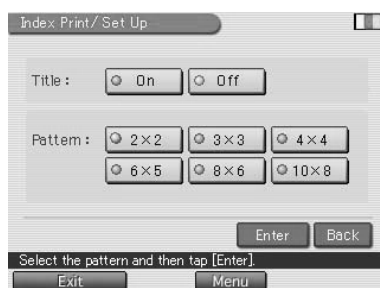 Index Print/Set Up
Title : On Off
Pattern : 2×2 3×3 4×4
6×5 8×6 10×8
Enter Back
Select the pattern and then tap [Enter].
Exit Menu